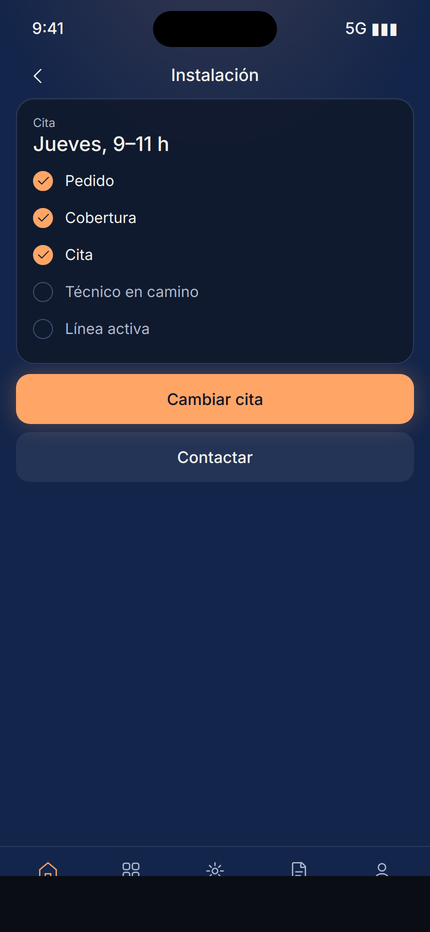 9:41
5G
Instalación
Cita
Jueves, 9–11 h
Pedido
Cobertura
Cita
Técnico en camino
Línea activa
Cambiar cita
Contactar